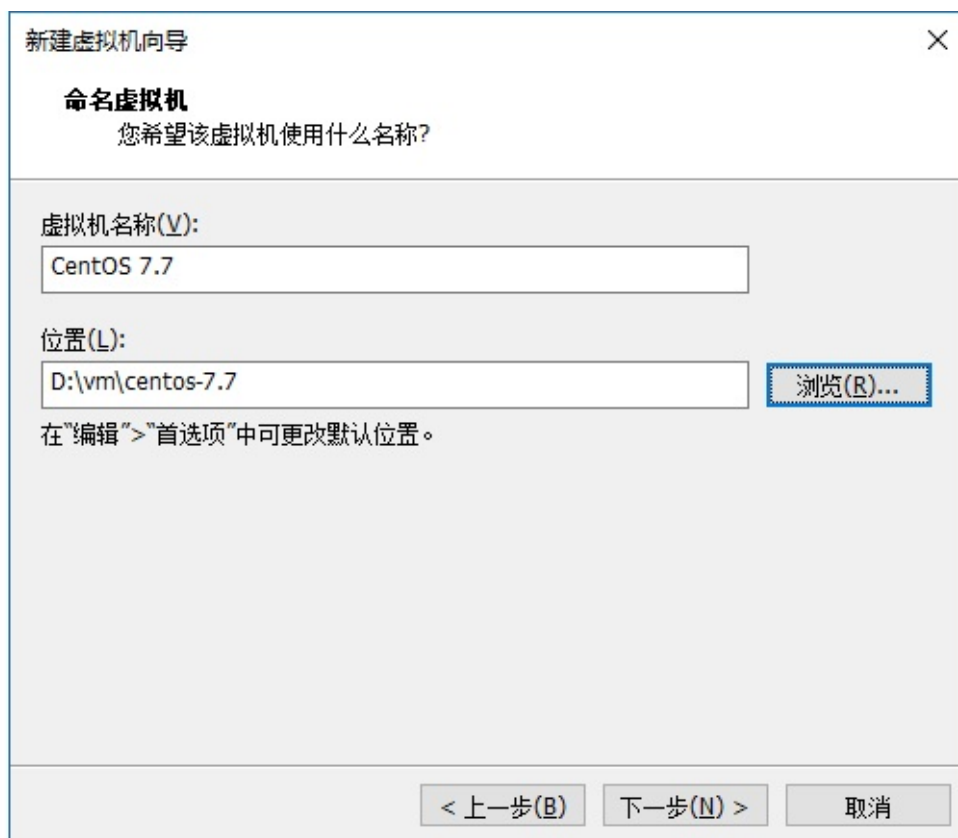 新建虚拟机向导
命名虚拟机
您希望该虚拟机使用什么名称?
虚拟机名称(V):
CentOS 7.7
位置(L):
D:\vm\centos-7.7
浏览(R)...
在"编辑">"首选项"中可更改默认位置。
< 上一步(B)
下一步(N) >
取消